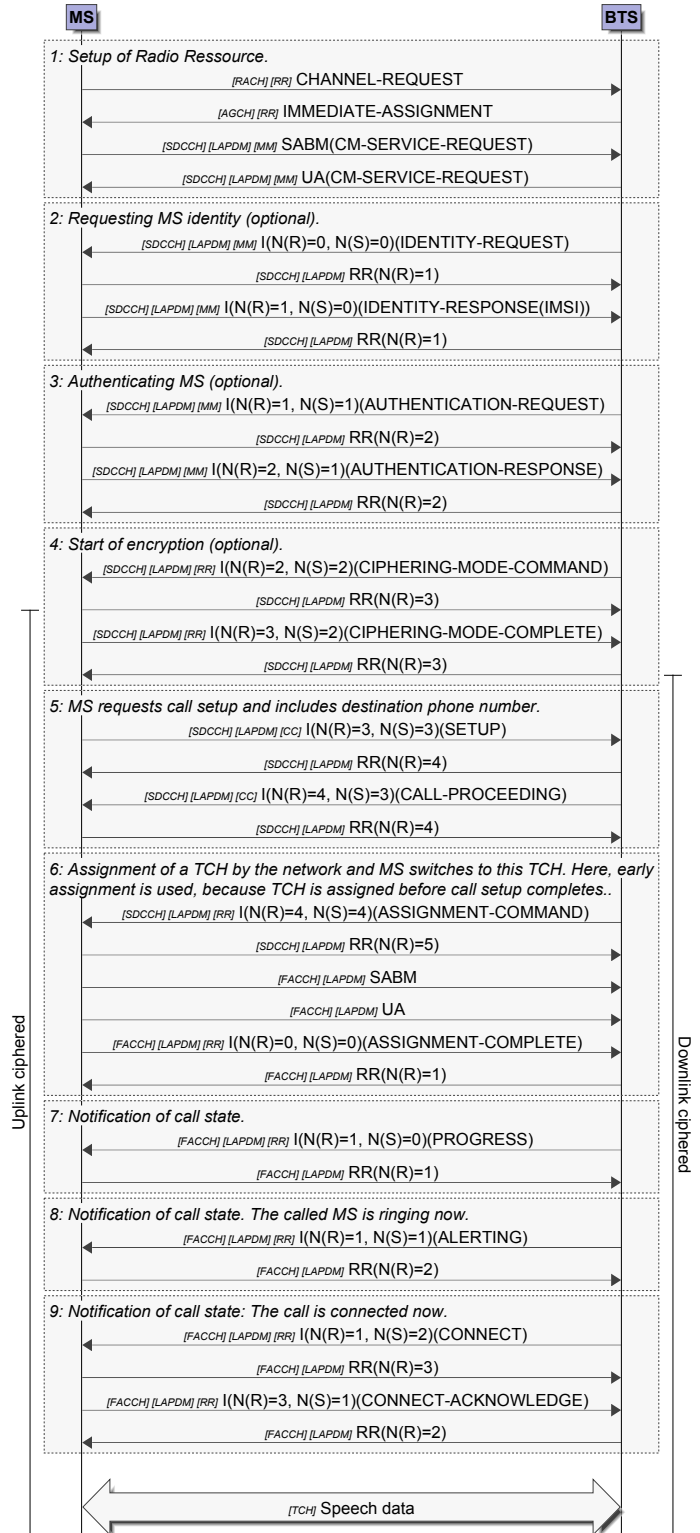 MS BTS
1: Setup of Radio Ressource.
[RACH] [RR] CHANNEL-REQUEST
[AGCH] [RR] IMMEDIATE-ASSIGNMENT
[SDCCH] [LAPDM] [MM] SABM(CM-SERVICE-REQUEST)
[SDCCH] [LAPDM] [MM] UA(CM-SERVICE-REQUEST)
2: Requesting MS identity (optional).
[SDCCH] [LAPDM] [MM] I(N(R)=0, N(S)=0)(IDENTITY-REQUEST)
[SDCCH] [LAPDM] RR(N(R)=1)
[SDCCH] [LAPDM] [MM] I(N(R)=1, N(S)=0)(IDENTITY-RESPONSE(IMSI))
[SDCCH] [LAPDM] RR(N(R)=1)
3: Authenticating MS (optional).
[SDCCH] [LAPDM] [MM] I(N(R)=1, N(S)=1)(AUTHENTICATION-REQUEST)
[SDCCH] [LAPDM] RR(N(R)=2)
[SDCCH] [LAPDM] [MM] I(N(R)=2, N(S)=1)(AUTHENTICATION-RESPONSE)
[SDCCH] [LAPDM] RR(N(R)=2)
4: Start of encryption (optional).
[SDCCH] [LAPDM] [RR] I(N(R)=2, N(S)=2)(CIPHERING-MODE-COMMAND)
[SDCCH] [LAPDM] RR(N(R)=3)
[SDCCH] [LAPDM] [RR] I(N(R)=3, N(S)=2)(CIPHERING-MODE-COMPLETE)
[SDCCH] [LAPDM] RR(N(R)=3)
5: MS requests call setup and includes destination phone number.
[SDCCH] [LAPDM] [CC] I(N(R)=3, N(S)=3)(SETUP)
[SDCCH] [LAPDM] RR(N(R)=4)
[SDCCH] [LAPDM] [CC] I(N(R)=4, N(S)=3)(CALL-PROCEEDING)
[SDCCH] [LAPDM] RR(N(R)=4)
6: Assignment of a TCH by the network and MS switches to this TCH. Here, early
assignment is used, because TCH is assigned before call setup completes..
[SDCCH] [LAPDM] [RR] I(N(R)=4, N(S)=4)(ASSIGNMENT-COMMAND)
[SDCCH] [LAPDM] RR(N(R)=5)
[FACCH] [LAPDM] SABM
[FACCH] [LAPDM] UA
[FACCH] [LAPDM] [RR] I(N(R)=0, N(S)=0)(ASSIGNMENT-COMPLETE)
[FACCH] [LAPDM] RR(N(R)=1)
Uplink ciphered
Downlink ciphered
7: Notification of call state.
[FACCH] [LAPDM] [RR] I(N(R)=1, N(S)=0)(PROGRESS)
[FACCH] [LAPDM] RR(N(R)=1)
8: Notification of call state. The called MS is ringing now.
[FACCH] [LAPDM] [RR] I(N(R)=1, N(S)=1)(ALERTING)
[FACCH] [LAPDM] RR(N(R)=2)
9: Notification of call state: The call is connected now.
[FACCH] [LAPDM] [RR] I(N(R)=1, N(S)=2)(CONNECT)
[FACCH] [LAPDM] RR(N(R)=3)
[FACCH] [LAPDM] [RR] I(N(R)=3, N(S)=1)(CONNECT-ACKNOWLEDGE)
[FACCH] [LAPDM] RR(N(R)=2)
[TCH] Speech data